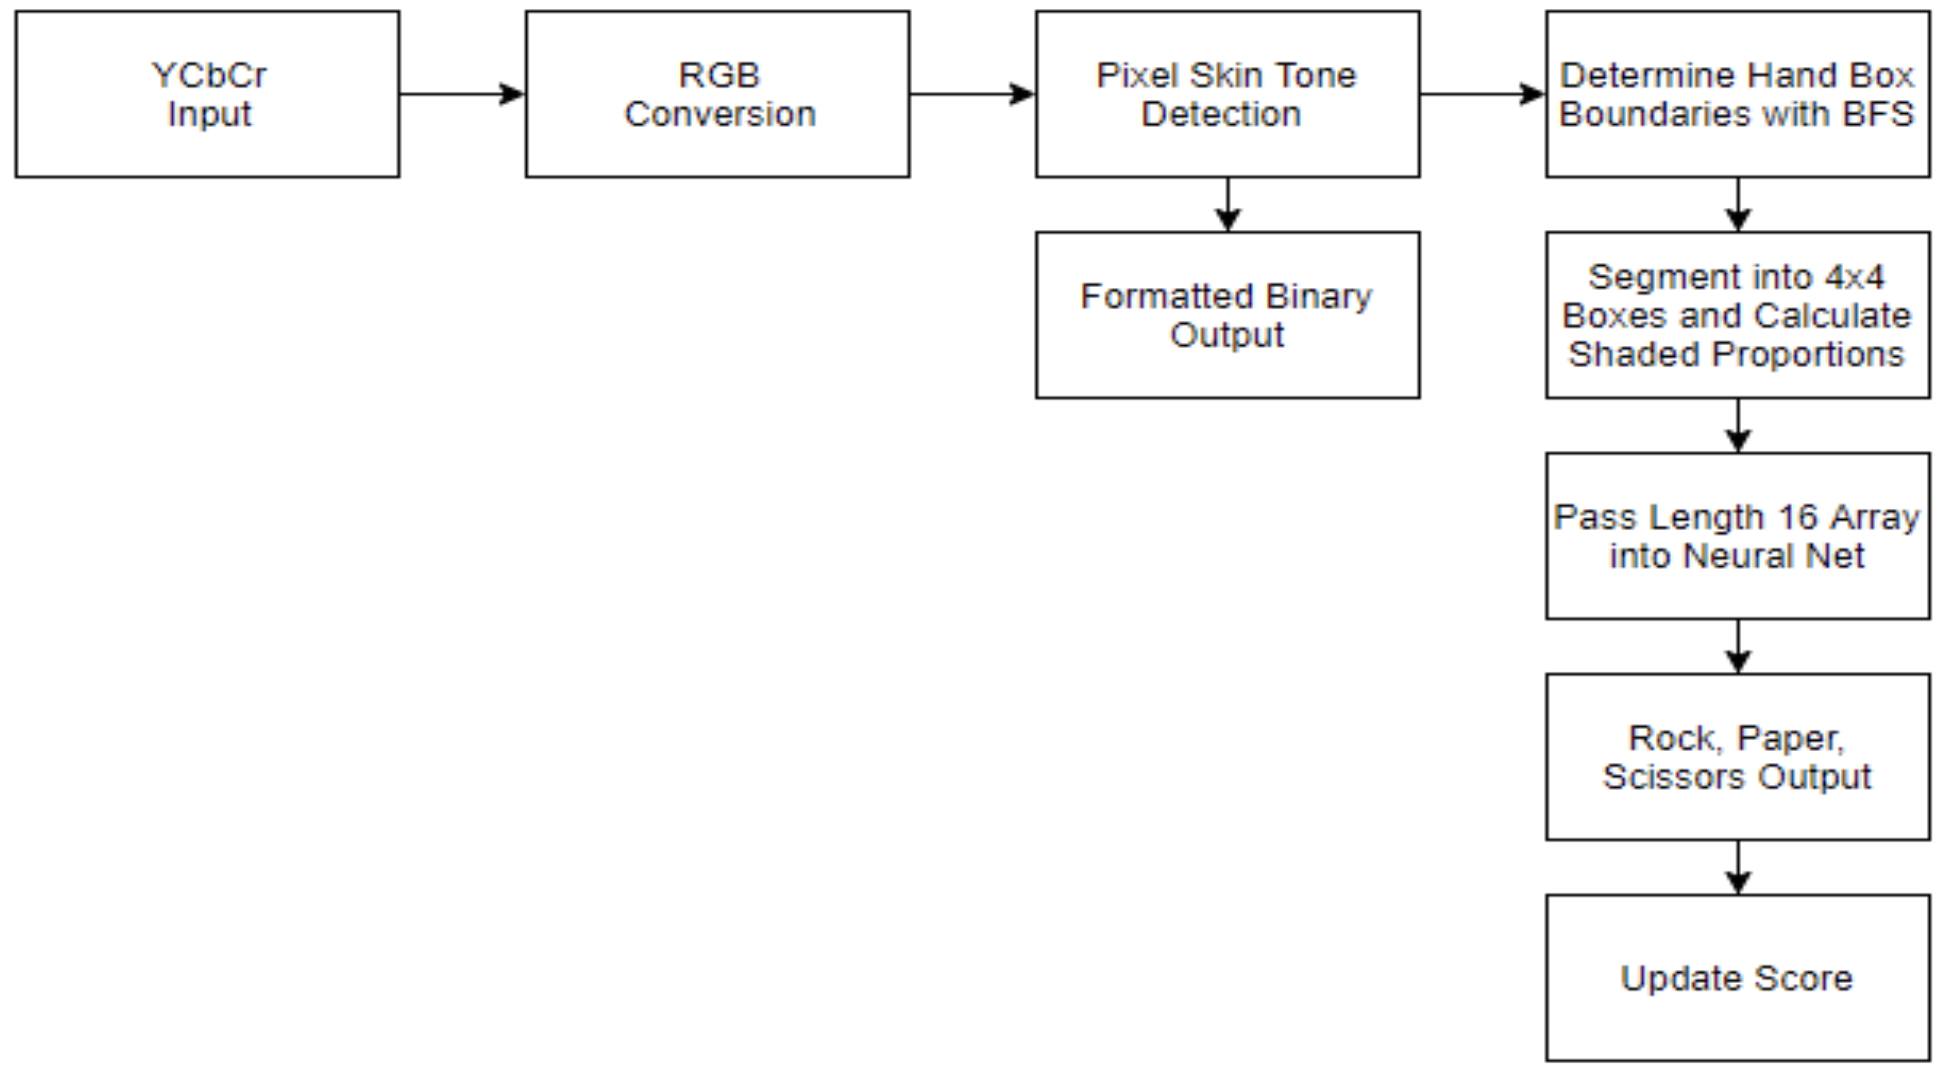 YCbCr
Input
RGB
Conversion
Pixel Skin Tone
Detection
Determine Hand Box
Boundaries with BFS
Formatted Binary
Output
Segment into 4x4
Boxes and Calculate
Shaded Proportions
Pass Length 16 Array
into Neural Net
Rock, Paper,
Scissors Output
Update Score